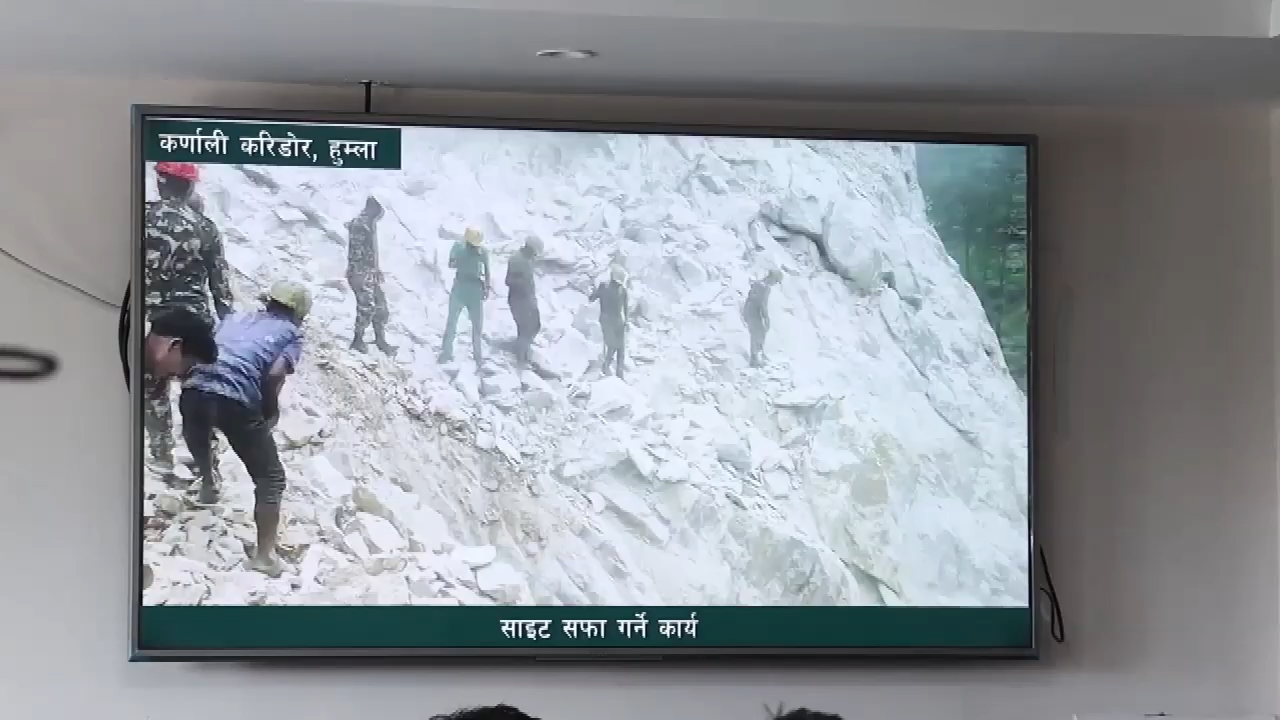 कर्णाली करिडोर, हुम्ला
साइट सफा गर्ने कार्य